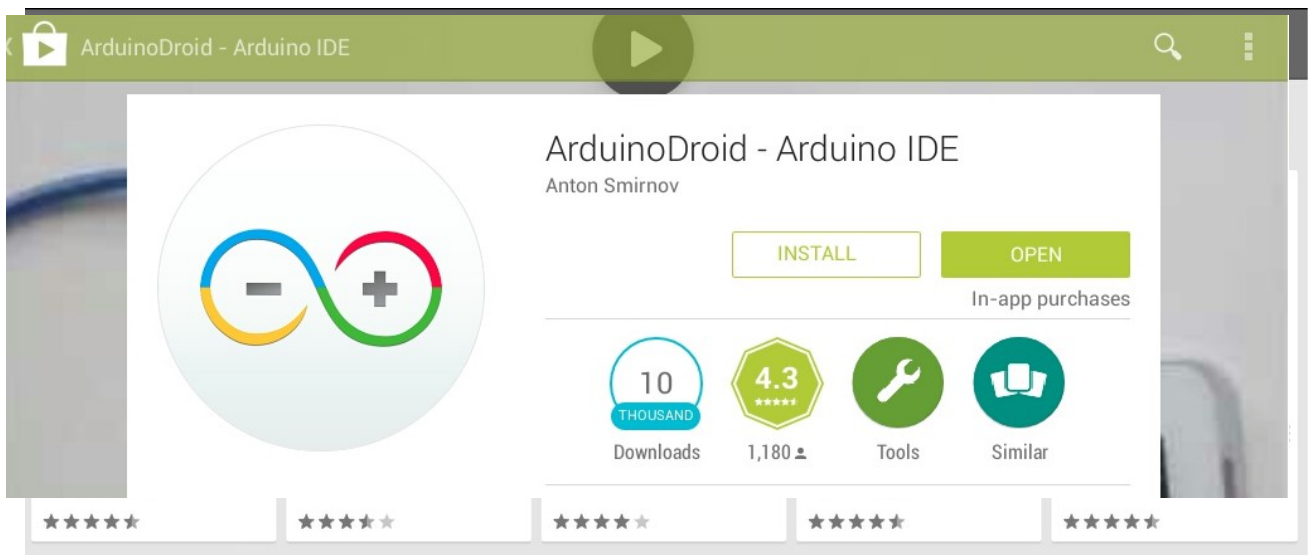 ArduinoDroid - Arduino IDE
ArduinoDroid - Arduino IDE
Anton Smirnov
INSTALL
OPEN
In-app purchases
10
THOUSAND
Downloads
4.3
1,180
Tools
Similar